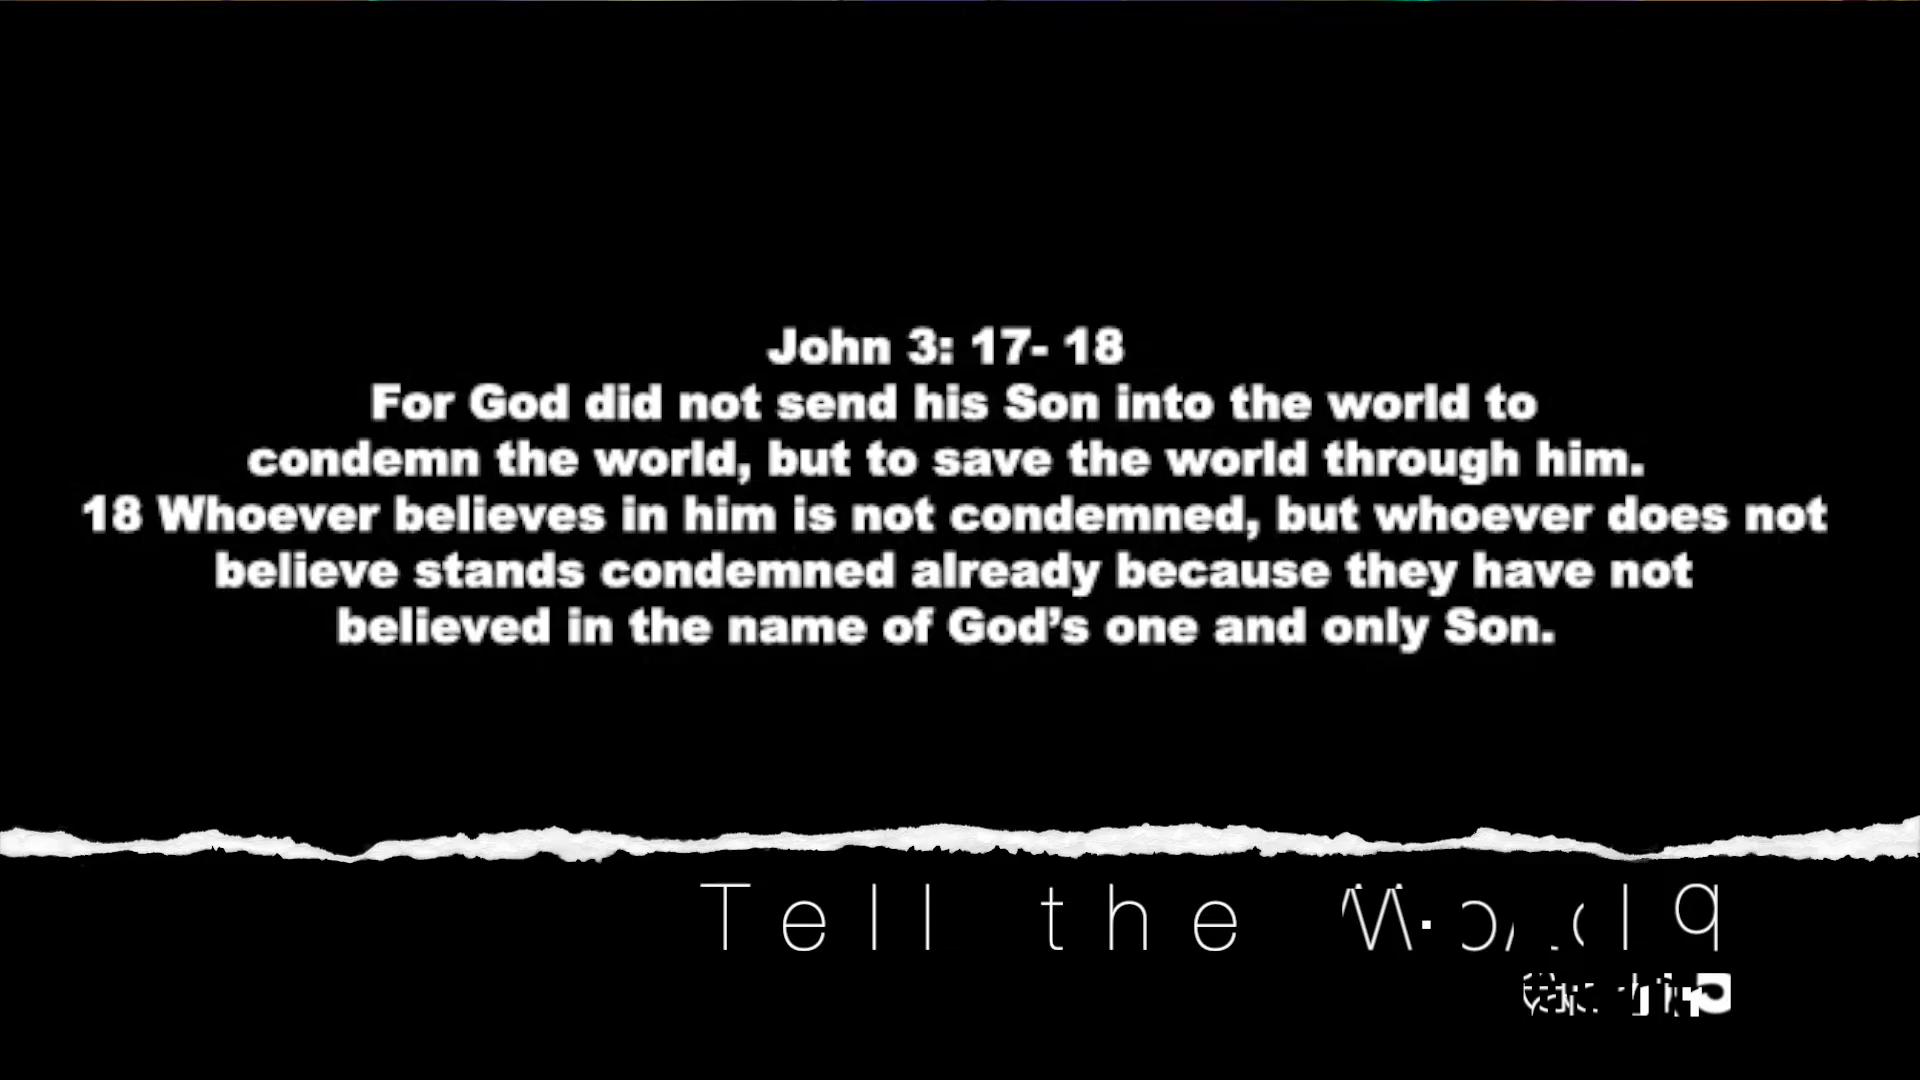 John 3: 17- 18
For God did not send his Son into the world to
condemn the world, but to save the world through him.
18 Whoever believes in him is not condemned, but whoever does not
believe stands condemned already because they have not
believed in the name of God’s one and only Son.
Tell the